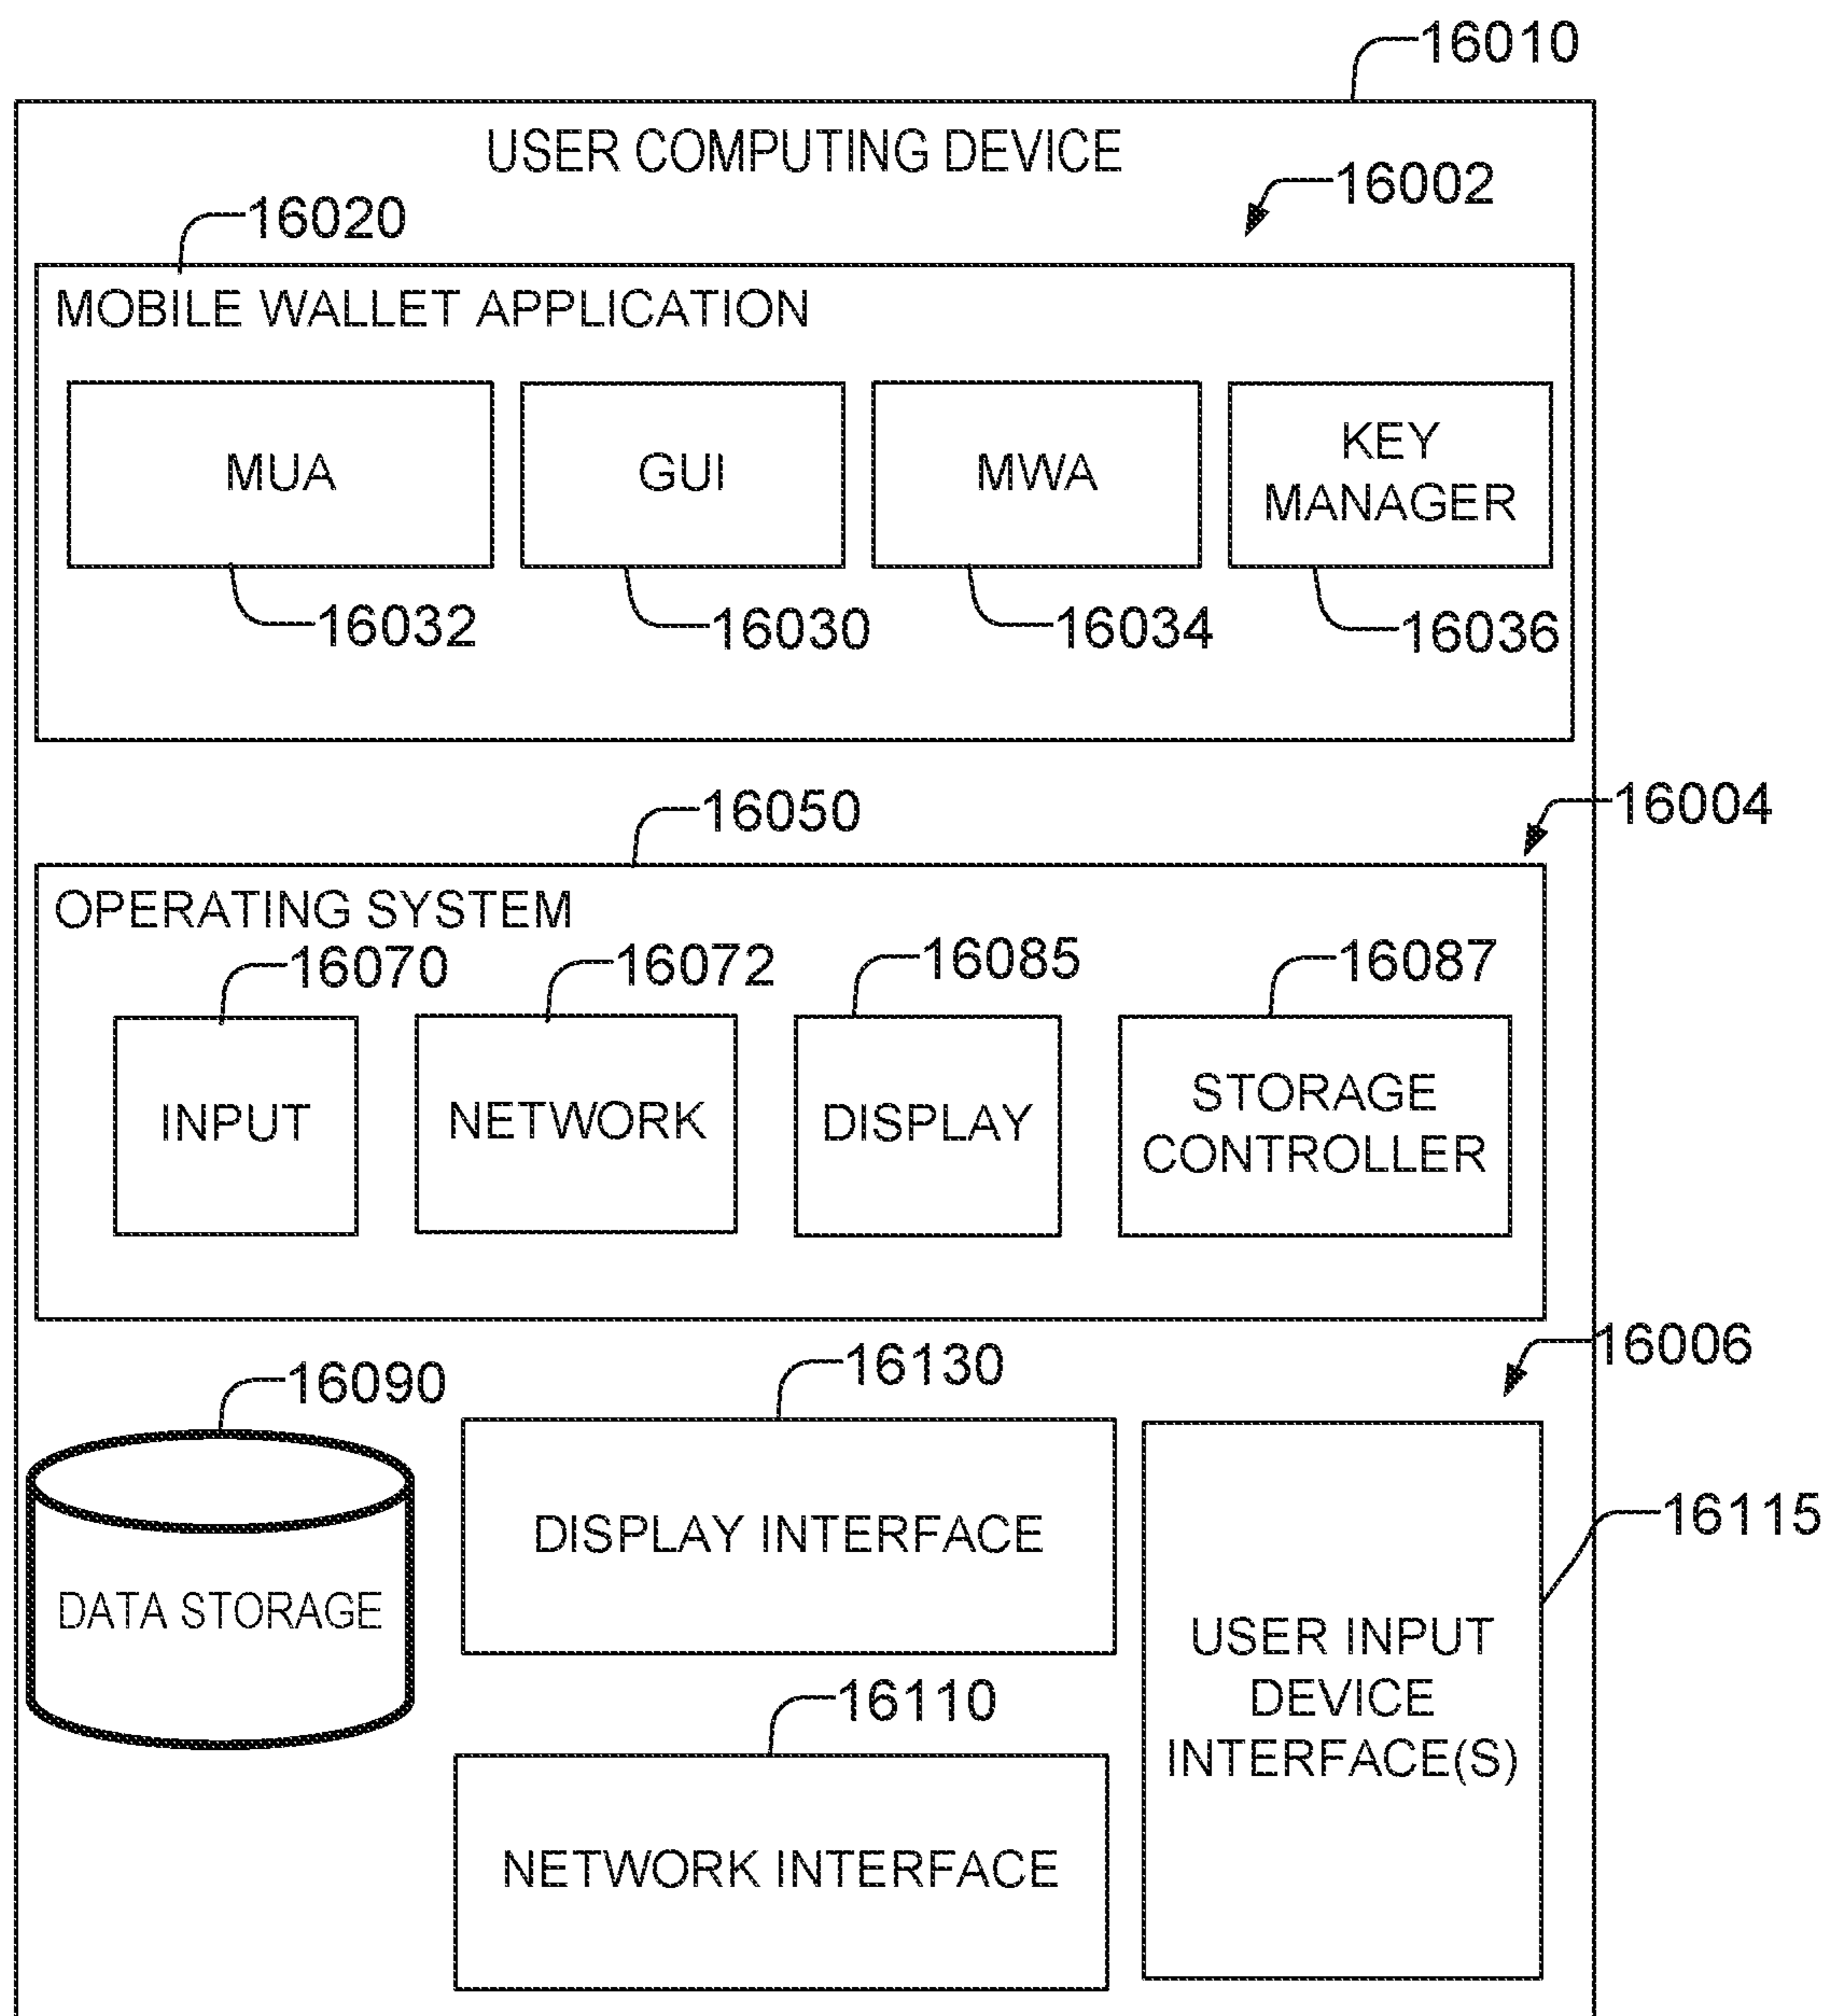 16010
USER COMPUTING DEVICE
16002
16020
MOBILE WALLET APPLICATION
MUA
GUI
MWA
KEY
MANAGER
16032
16030
16034
16036
16050
16004
OPERATING SYSTEM
16070
16072
16085
16087
INPUT
NETWORK
DISPLAY
STORAGE
CONTROLLER
16006
16090
16130
DATA STORAGE
DISPLAY INTERFACE
16115
USER INPUT
DEVICE
INTERFACE(S)
16110
NETWORK INTERFACE